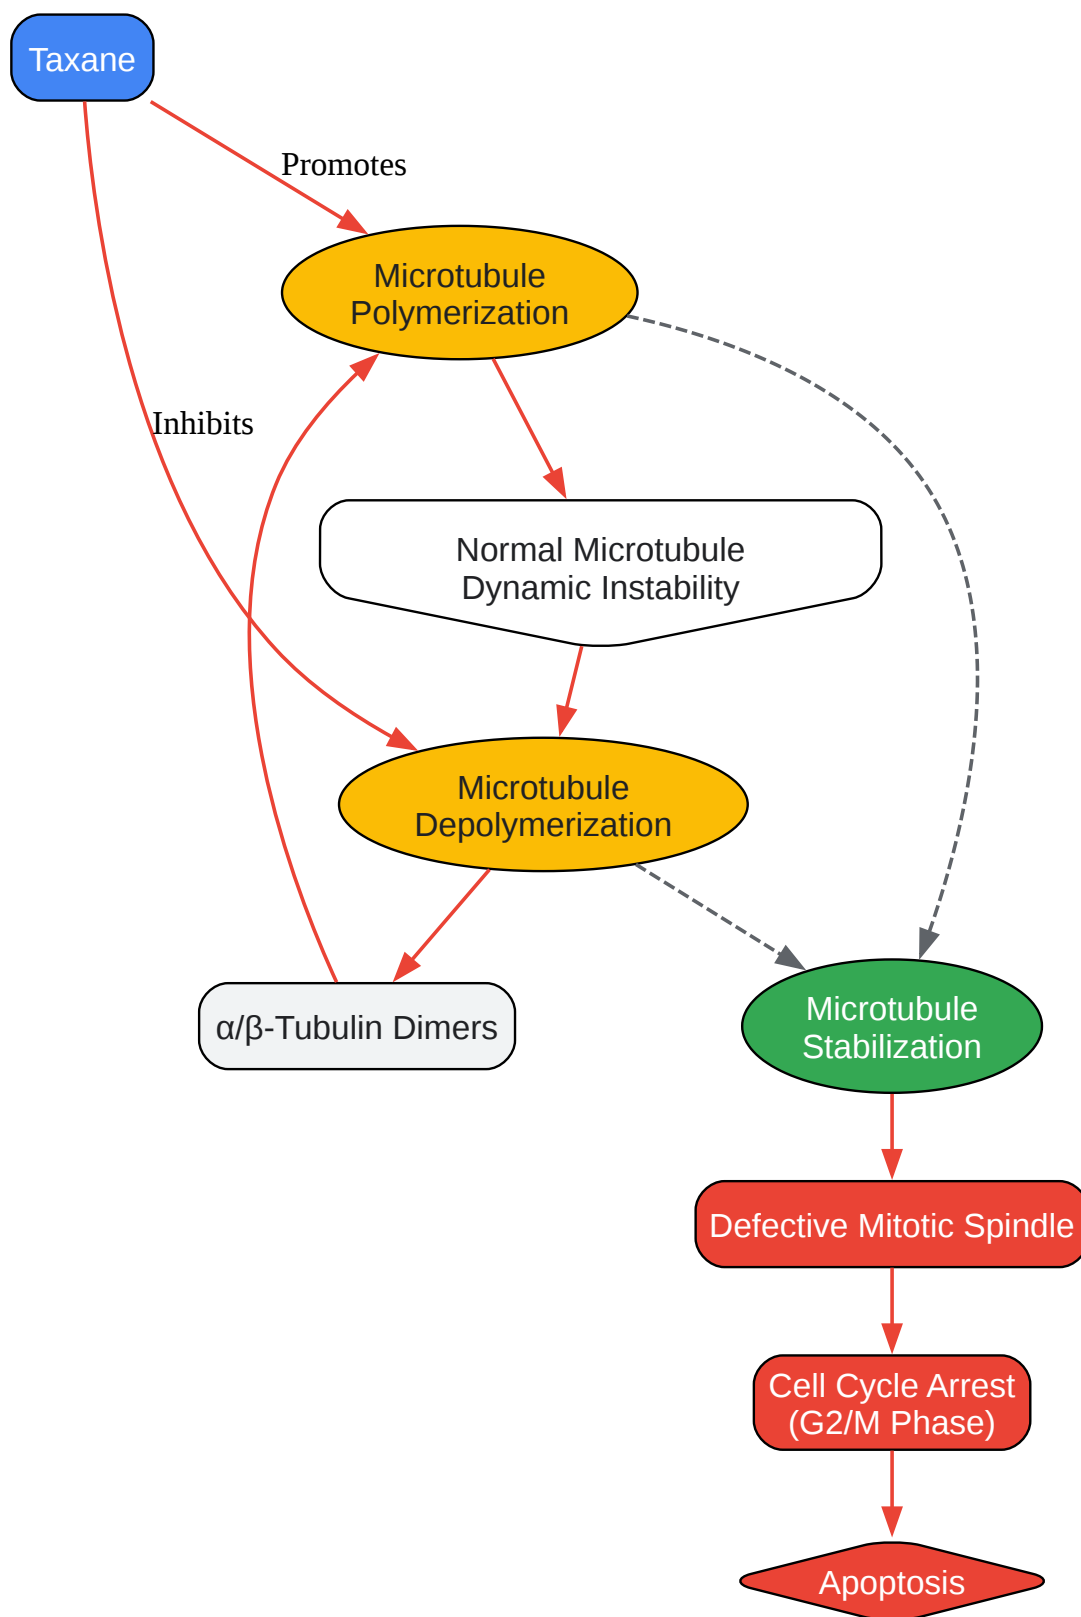 Taxane
Promotes
Microtubule
Polymerization
Inhibits
Normal Microtubule
Dynamic Instability
Microtubule
Depolymerization
α/β-Tubulin Dimers
Microtubule
Stabilization
Defective Mitotic Spindle
Cell Cycle Arrest
(G2/M Phase)
Apoptosis